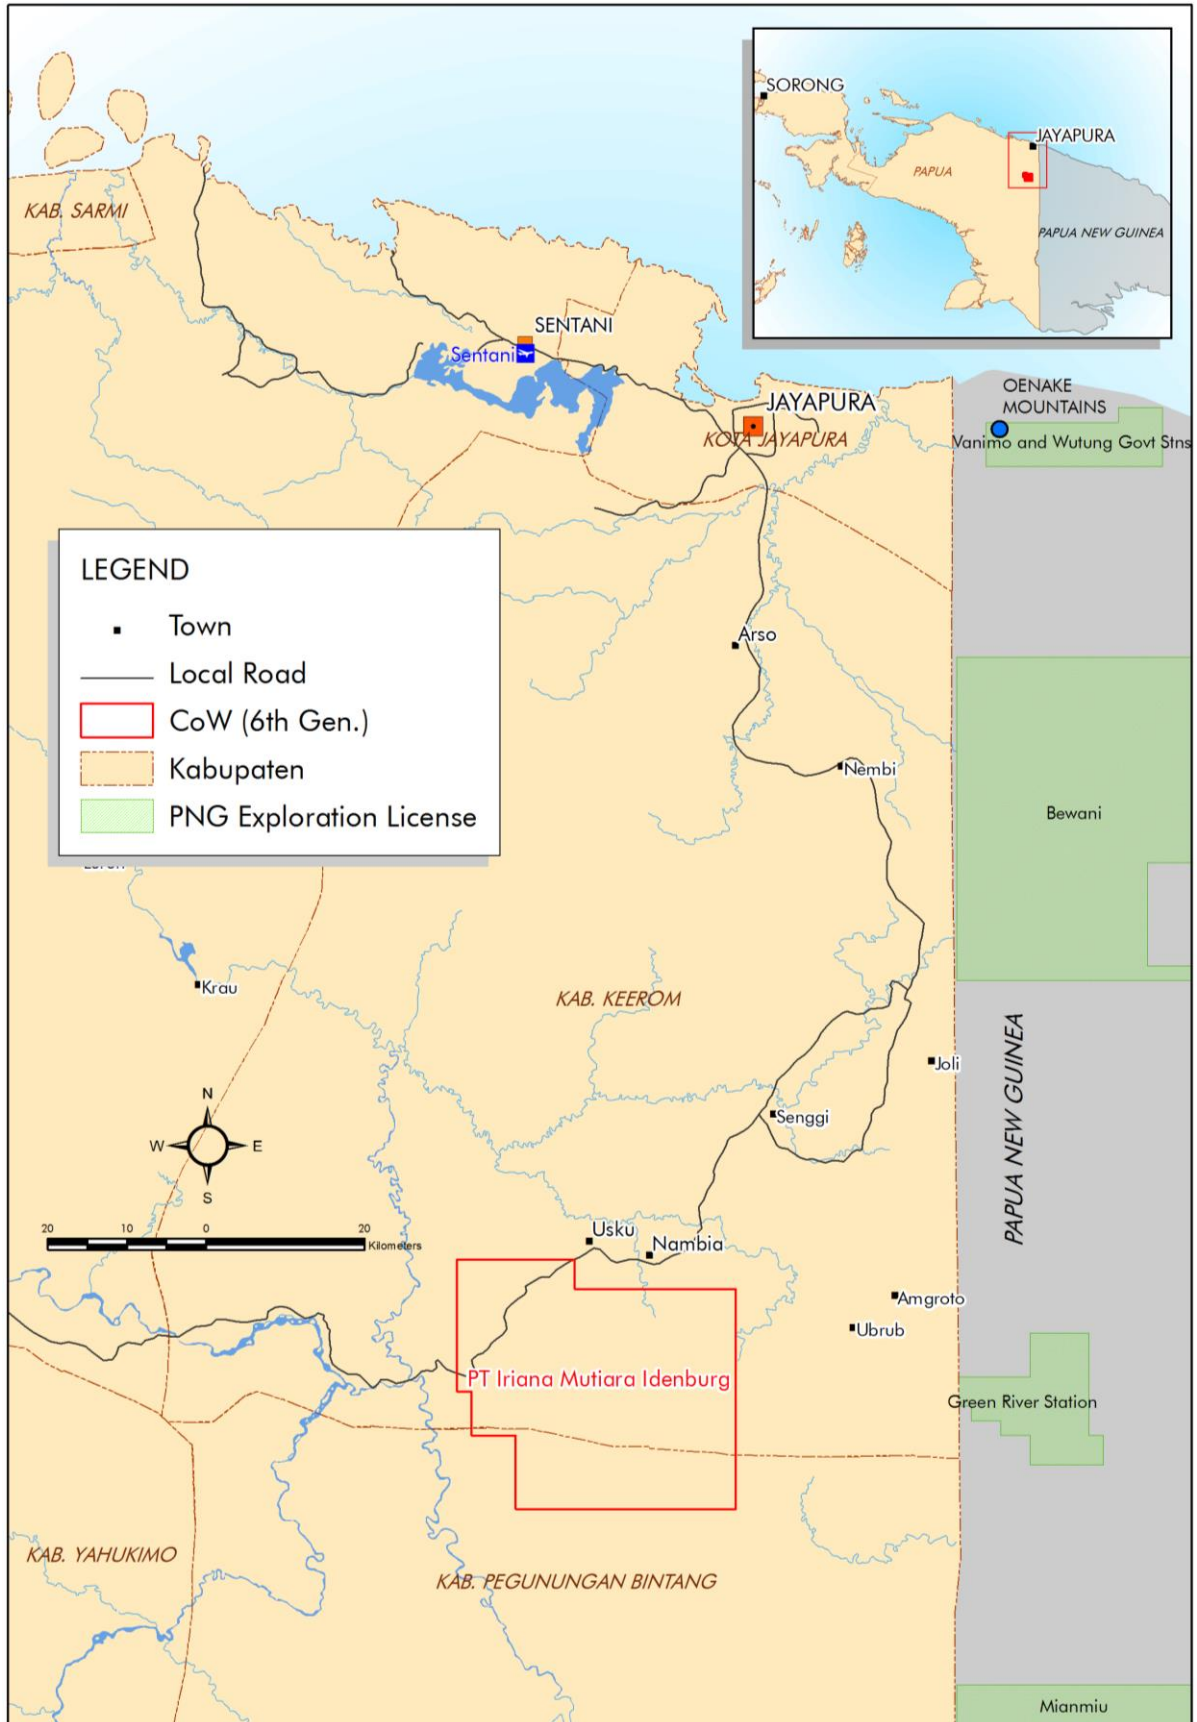 SORONG
JAYAPURA
PAPUA
PAPUA NEW GUINEA
KAB. SARMI
SENTANI
Sentani
JAYAPURA
KOTA JAYAPURA
OENAKE
MOUNTAINS
Vanimo and Wutung Govt Stns
LEGEND
Town
Local Road
CoW (6th Gen.)
Kabupaten
PNG Exploration License
Arso
Nembi
Bewani
Krau
KAB. KEEROM
PAPUA NEW GUINEA
Joli
Senggi
N
W
E
S
20 10 0 20
Kilometers
Usku
Nambia
Amgroto
Ubrub
PT Iriana Mutiara Idenburg
Green River Station
KAB. YAHUKIMO
KAB. PEGUNUNGAN BINTANG
Mianmiu